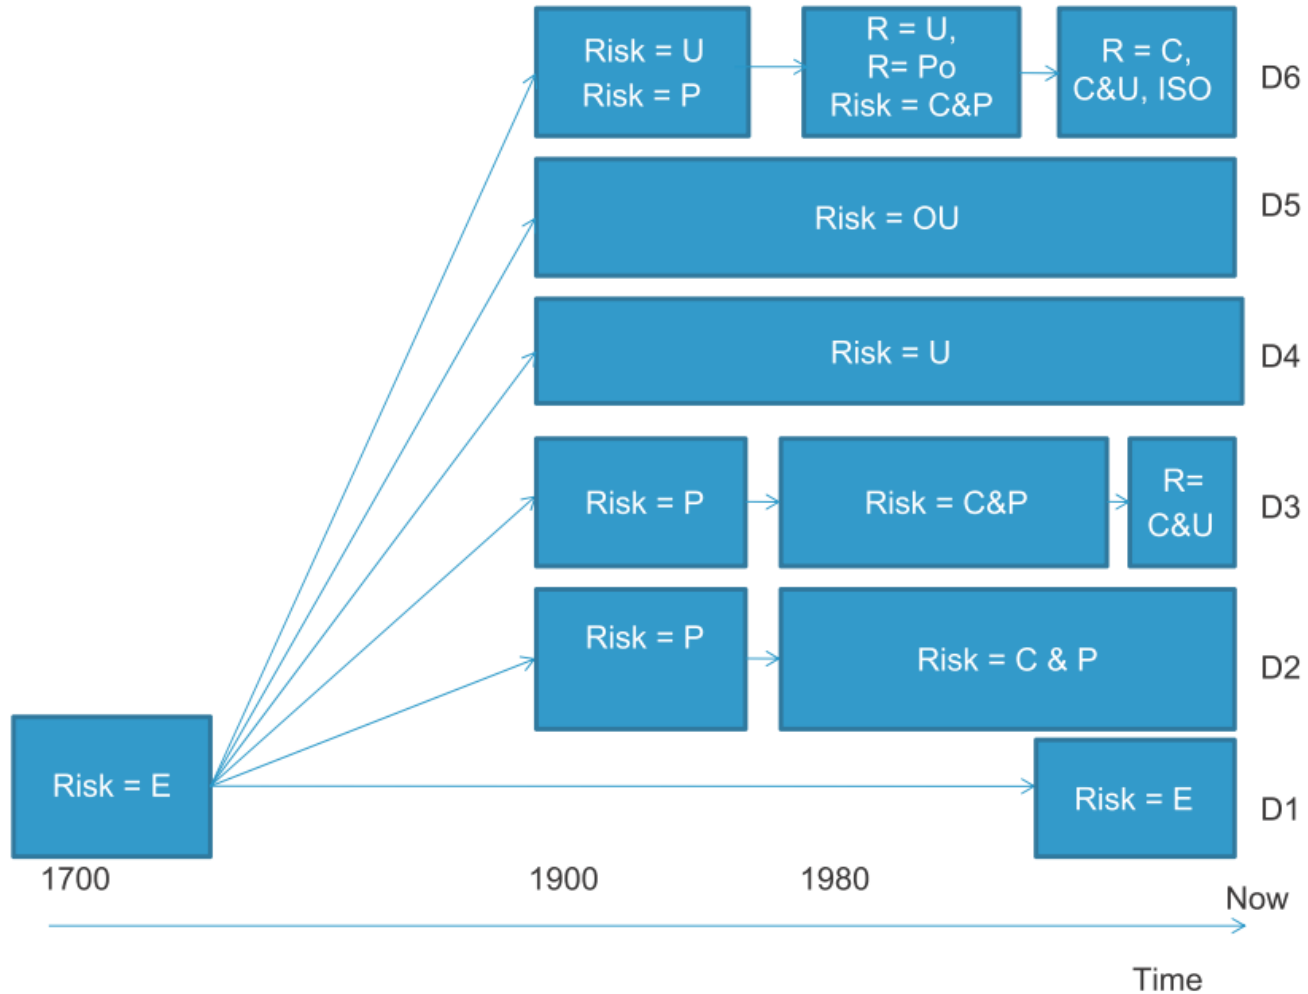 Risk = U
Risk = P
R = U,
R= Po
Risk = C&P
R = C,
C&U, ISO
D6
Risk = OU
D5
Risk = U
D4
Risk = P
Risk = C&P
R=
C&U
D3
Risk = P
Risk = C & P
D2
Risk = E
Risk = E
D1
1700
1900
1980
Now
Time